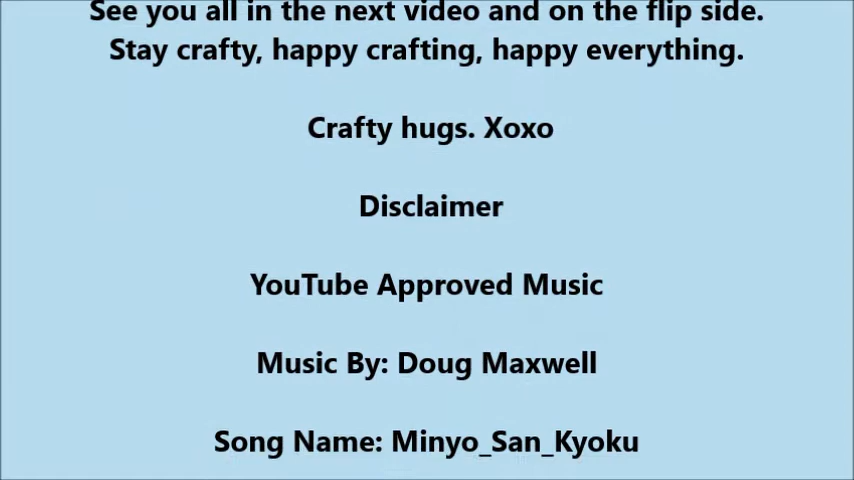 See you all in the next video and on the flip side.
Stay crafty, happy crafting, happy everything.
Crafty hugs. Xoxo
Disclaimer
YouTube Approved Music
Music By: Doug Maxwell
Song Name: Minyo_San_Kyoku